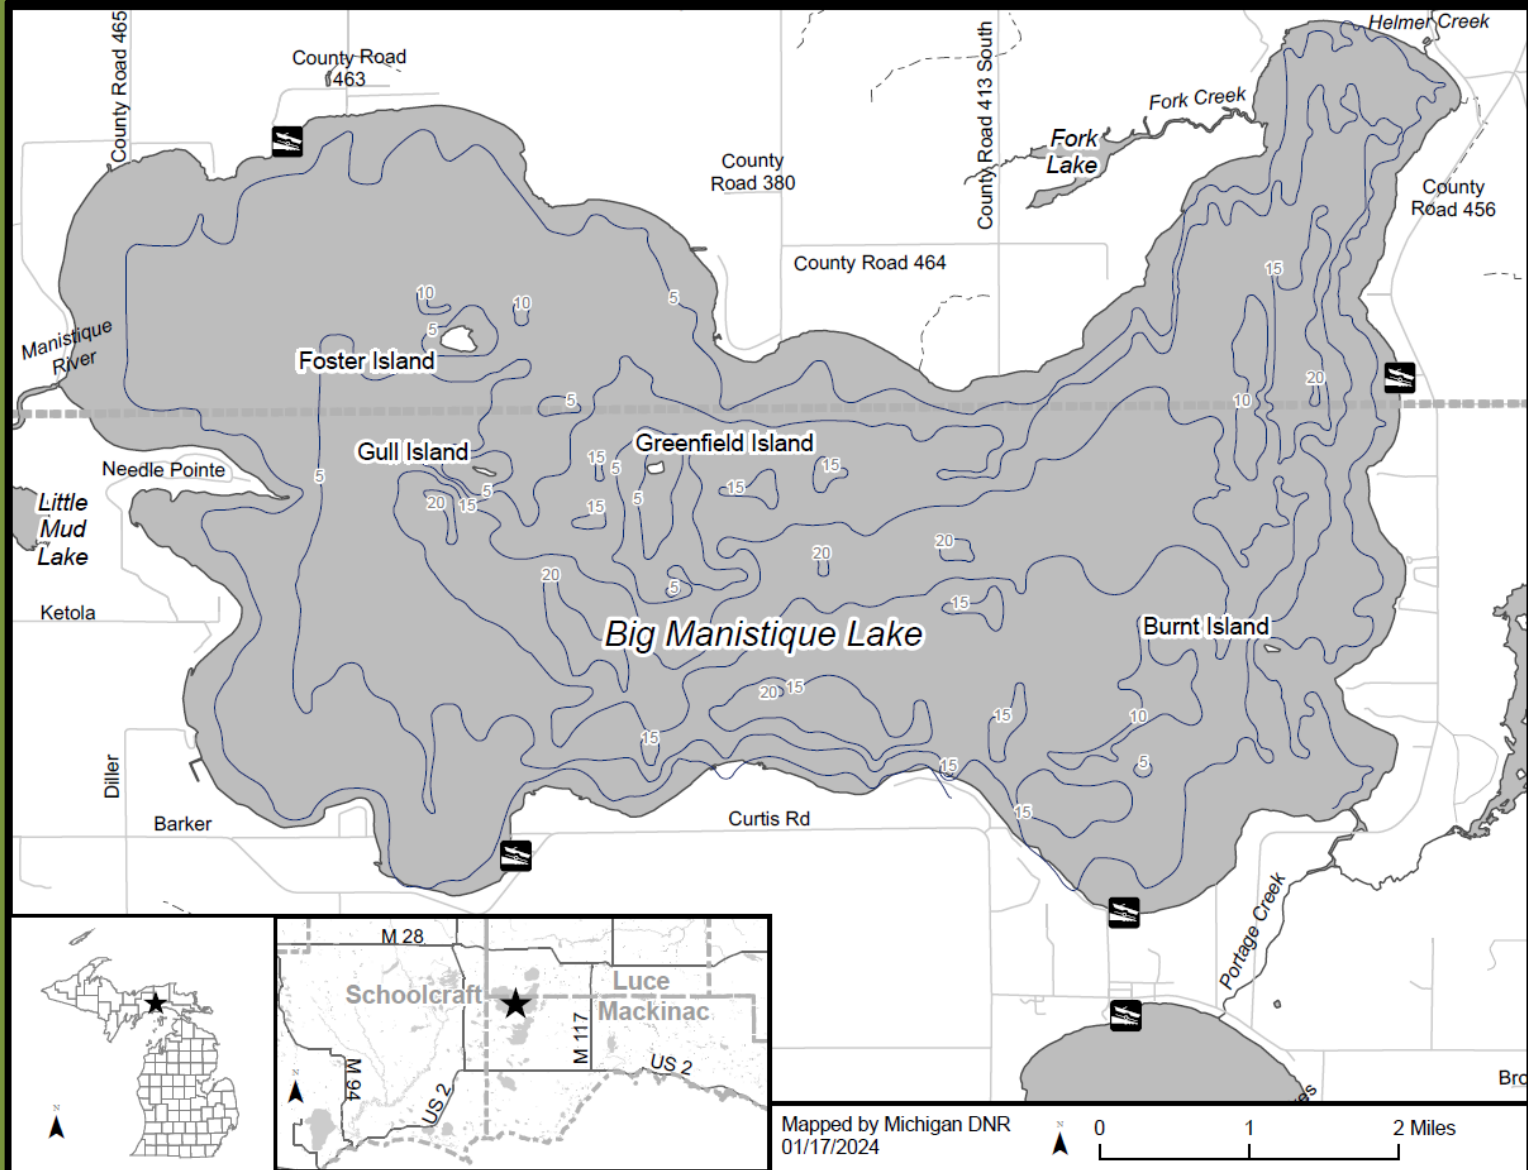 Helmer Creek
County Road 465
County Road
463
County Road 413 South
Fork Creek
Fork
Lake
County
Road 380
County
Road 456
County Road 464
15
10
10
5
5
Manistique
River
Foster Island
20
10
5
Greenfield Island
Gull Island
15
5
15
15
Needle Pointe
5
5
20
15
5
15
Little
Mud
Lake
20
20
20
5
15
Ketola
Burnt Island
Big Manistique Lake
20
15
15
10
15
5
15
Diller
15
Barker
Curtis Rd
Portage Creek
M 28
Schoolcraft
Luce
Mackinac
M 117
M 94
US 2
US 2
N
N
Bro
es
Mapped by Michigan DNR
01/17/2024
N
0
1
2 Miles